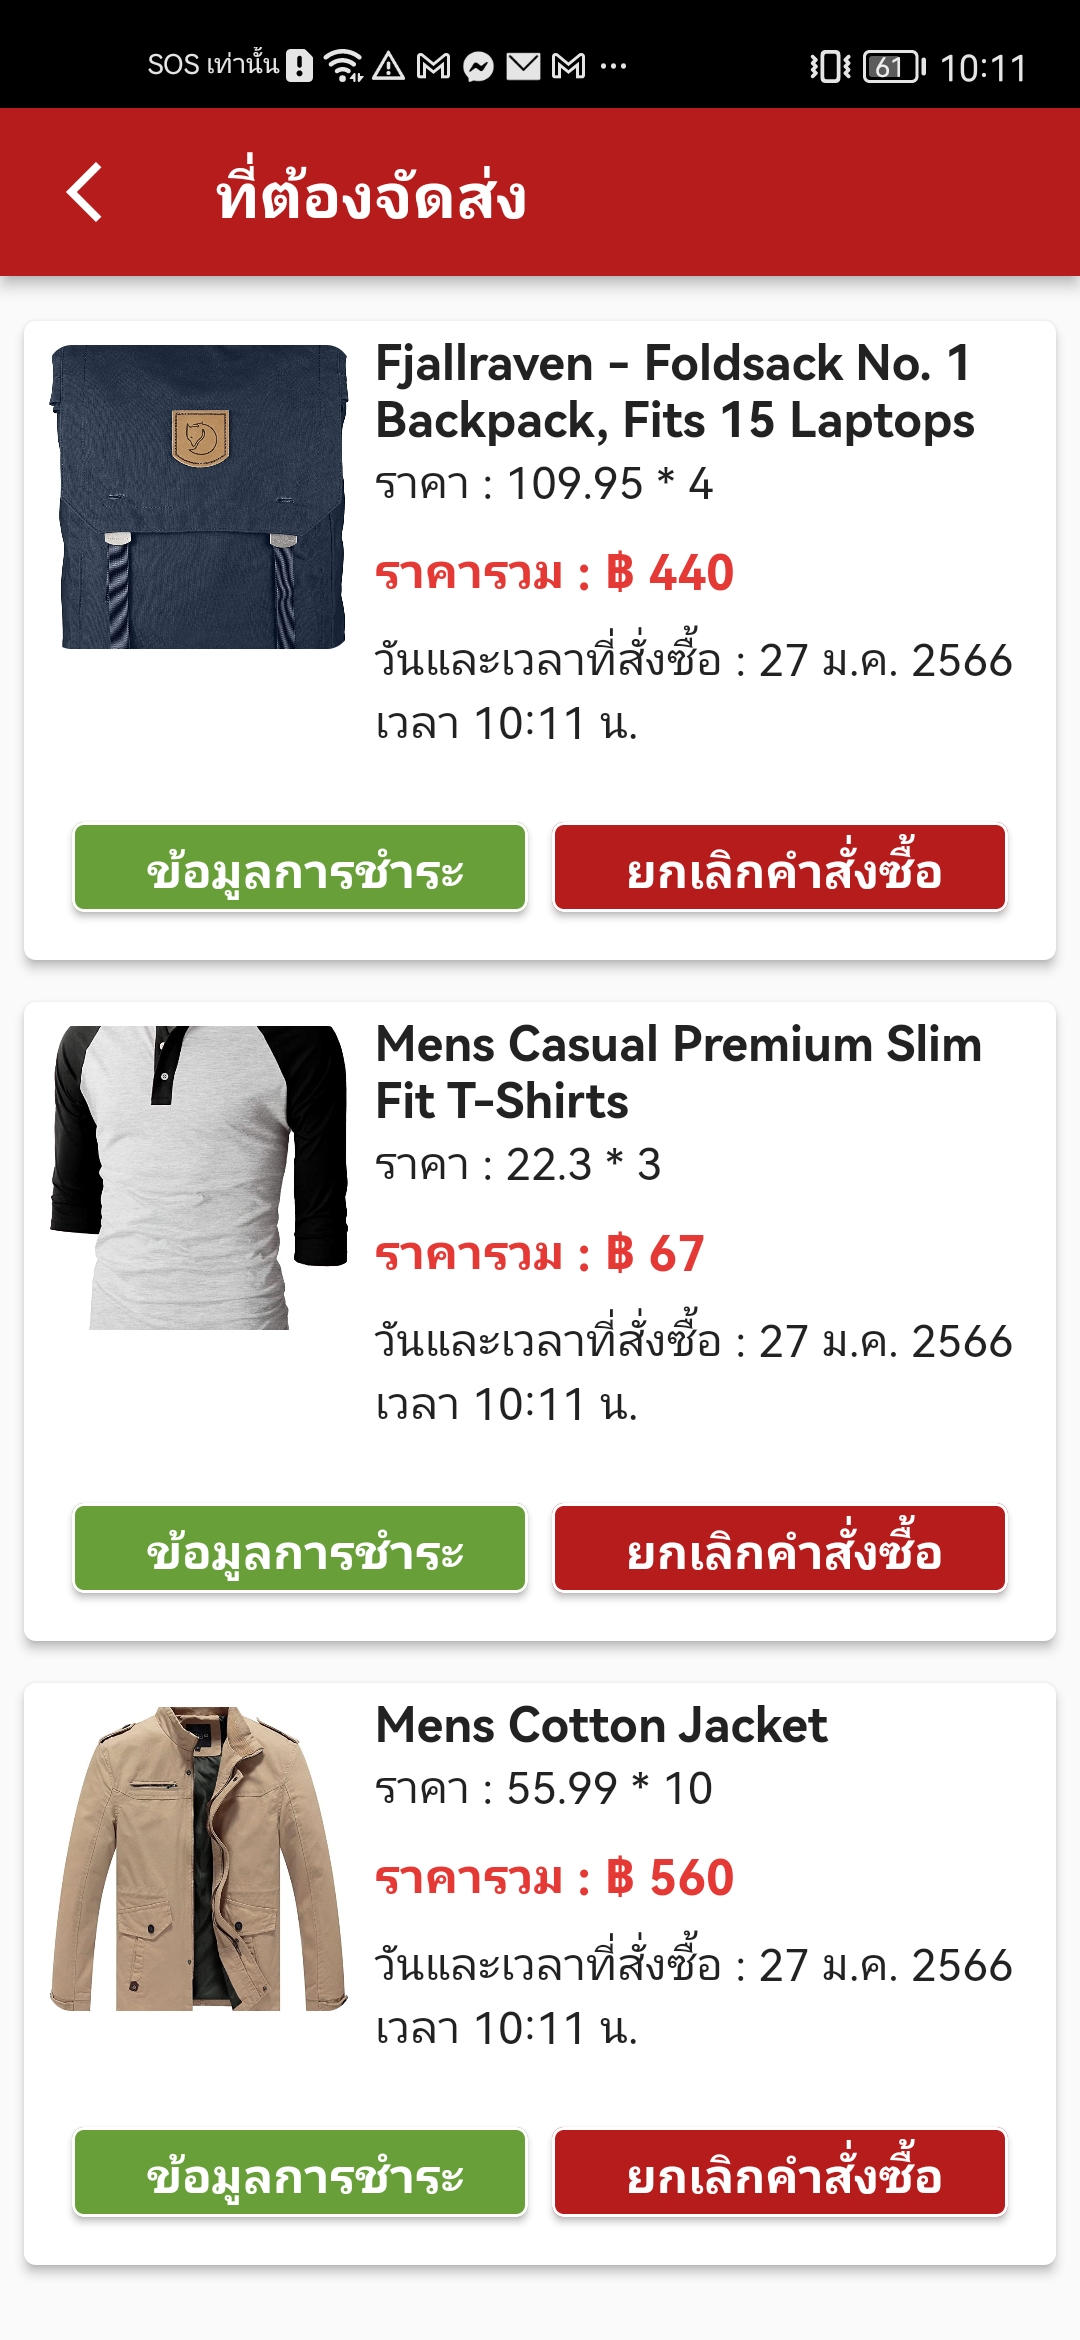 SOS เท่านั้น 61 10:11
ที่ต้องจัดส่ง
Fjallraven - Foldsack No. 1
Backpack, Fits 15 Laptops
ราคา : 109.95 * 4
ราคารวม : ฿ 440
วันและเวลาที่สั่งซื้อ : 27 ม.ค. 2566
เวลา 10:11 น.
ข้อมูลการชำระ ยกเลิกคำสั่งซื้อ
Mens Casual Premium Slim
Fit T-Shirts
ราคา : 22.3 * 3
ราคารวม : ฿ 67
วันและเวลาที่สั่งซื้อ : 27 ม.ค. 2566
เวลา 10:11 น.
ข้อมูลการชำระ ยกเลิกคำสั่งซื้อ
Mens Cotton Jacket
ราคา : 55.99 * 10
ราคารวม : ฿ 560
วันและเวลาที่สั่งซื้อ : 27 ม.ค. 2566
เวลา 10:11 น.
ข้อมูลการชำระ ยกเลิกคำสั่งซื้อ